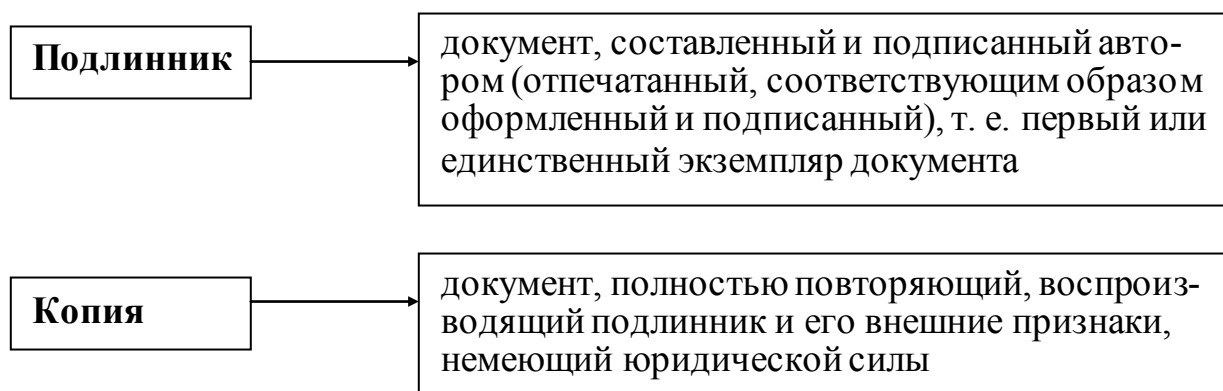 Подлинник
документ, составленный и подписанный авто-
ром (отпечатанный, соответствующим образом
оформленный и подписанный), т. е. первый или
единственный экземпляр документа
Копия
документ, полностью повторяющий, воспроиз-
водящий подлинник и его внешние признаки,
немеющий юридической силы